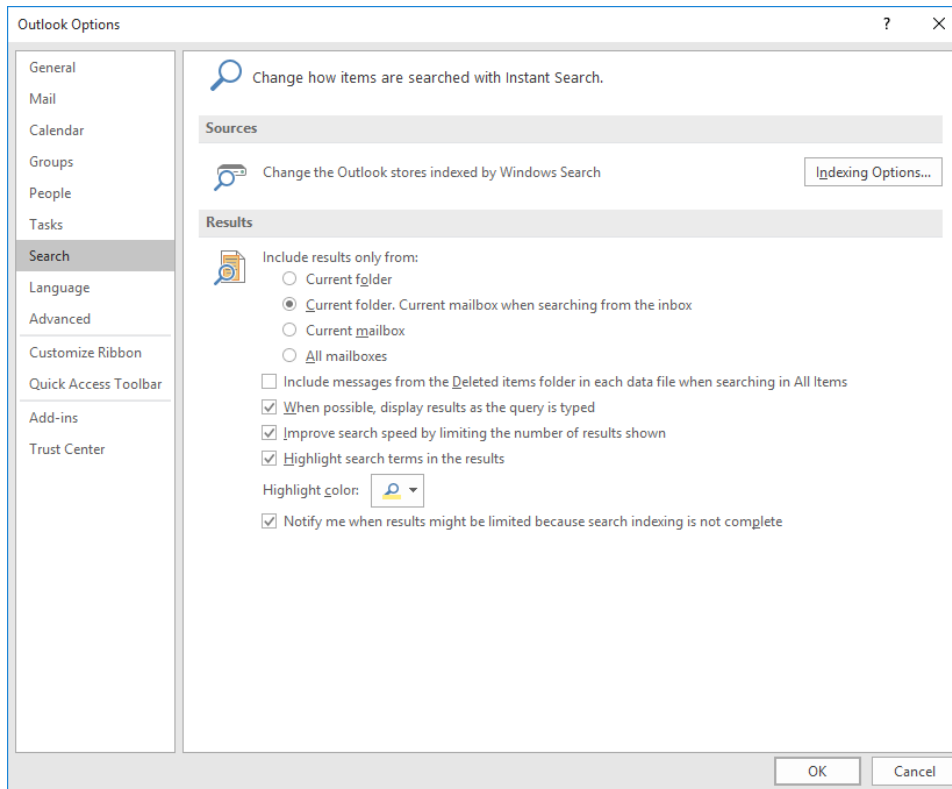 Outlook Options
?
General
Mail
Calendar
Groups
People
Tasks
Search
Language
Advanced
Customize Ribbon
Quick Access Toolbar
Add-ins
Trust Center
Change how items are searched with Instant Search.
Sources
Change the Outlook stores indexed by Windows Search
Indexing Options...
Results
Include results only from:
Current folder
Current folder. Current mailbox when searching from the inbox
Current mailbox
All mailboxes
Include messages from the Deleted items folder in each data file when searching in All Items
When possible, display results as the query is typed
Improve search speed by limiting the number of results shown
Highlight search terms in the results
Highlight color:
Notify me when results might be limited because search indexing is not complete
OK
Cancel